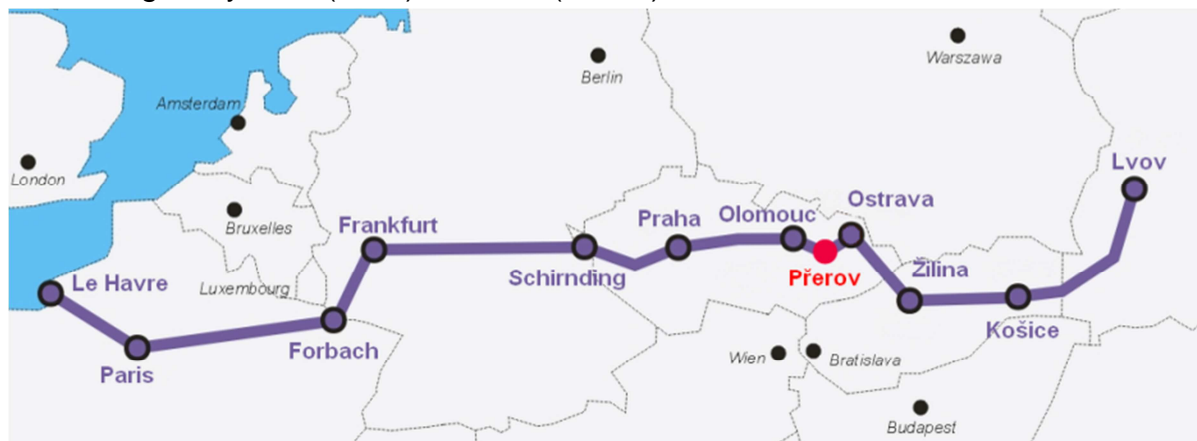 Warszawa
Berlin
Amsterdam
London
Lvov
Bruxelles
Frankfurt
Praha
Olomouc
Ostrava
Schirnding
Přerov
Žilina
Le Havre
Luxembourg
Košice
Forbach
Paris
Wien
Bratislava
Budapest